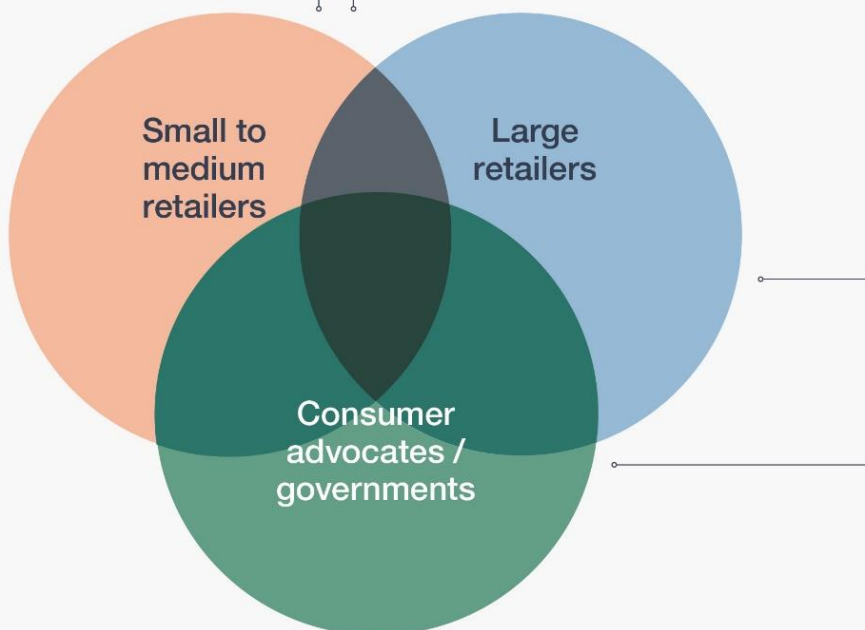 Small to
medium
retailers
Large
retailers
Consumer
advocates /
governments